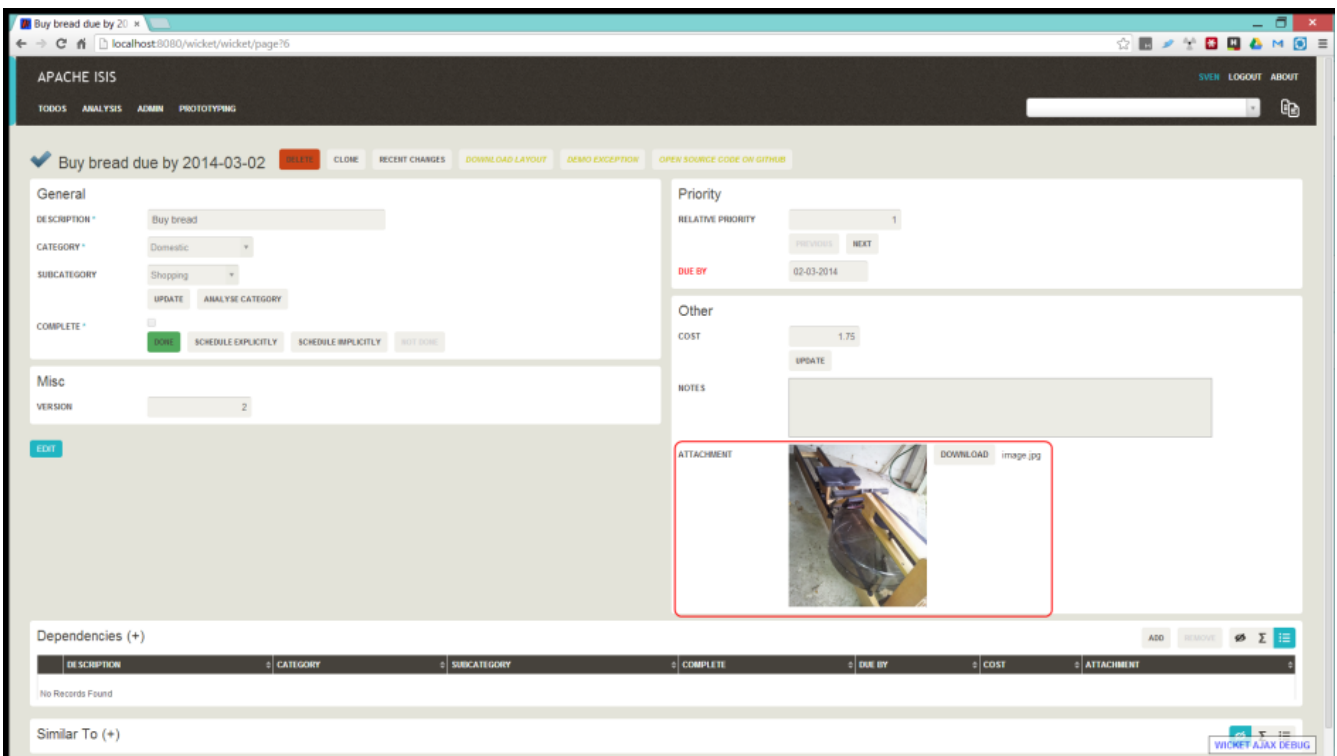 Buy bread due by 20
localhost:8080/wicket/wicket/page?6
APACHE ISIS
SVEN LOGOUT ABOUT
TODOS ANALYSIS ADMIN PROTOTYPING
Buy bread due by 2014-03-02 DELETE CLONE RECENT CHANGES DOWNLOAD LAYOUT DEMO EXCEPTION OPEN SOURCE CODE ON GITHUB
General
DESCRIPTION * Buy bread
CATEGORY * Domestic
SUBCATEGORY Shopping
UPDATE ANALYSE CATEGORY
COMPLETE *
DONE SCHEDULE EXPLICITLY SCHEDULE IMPLICITLY NOT DONE
Misc
VERSION 2
EDIT
Priority
RELATIVE PRIORITY 1
PREVIOUS NEXT
DUE BY 02-03-2014
Other
COST 1.75
UPDATE
NOTES
ATTACHMENT DOWNLOAD image.jpg
Dependencies (+) ADD REMOVE Σ
DESCRIPTION CATEGORY SUBCATEGORY COMPLETE DUE BY COST ATTACHMENT
No Records Found
Similar To (+)
WICKET AJAX DEBUG